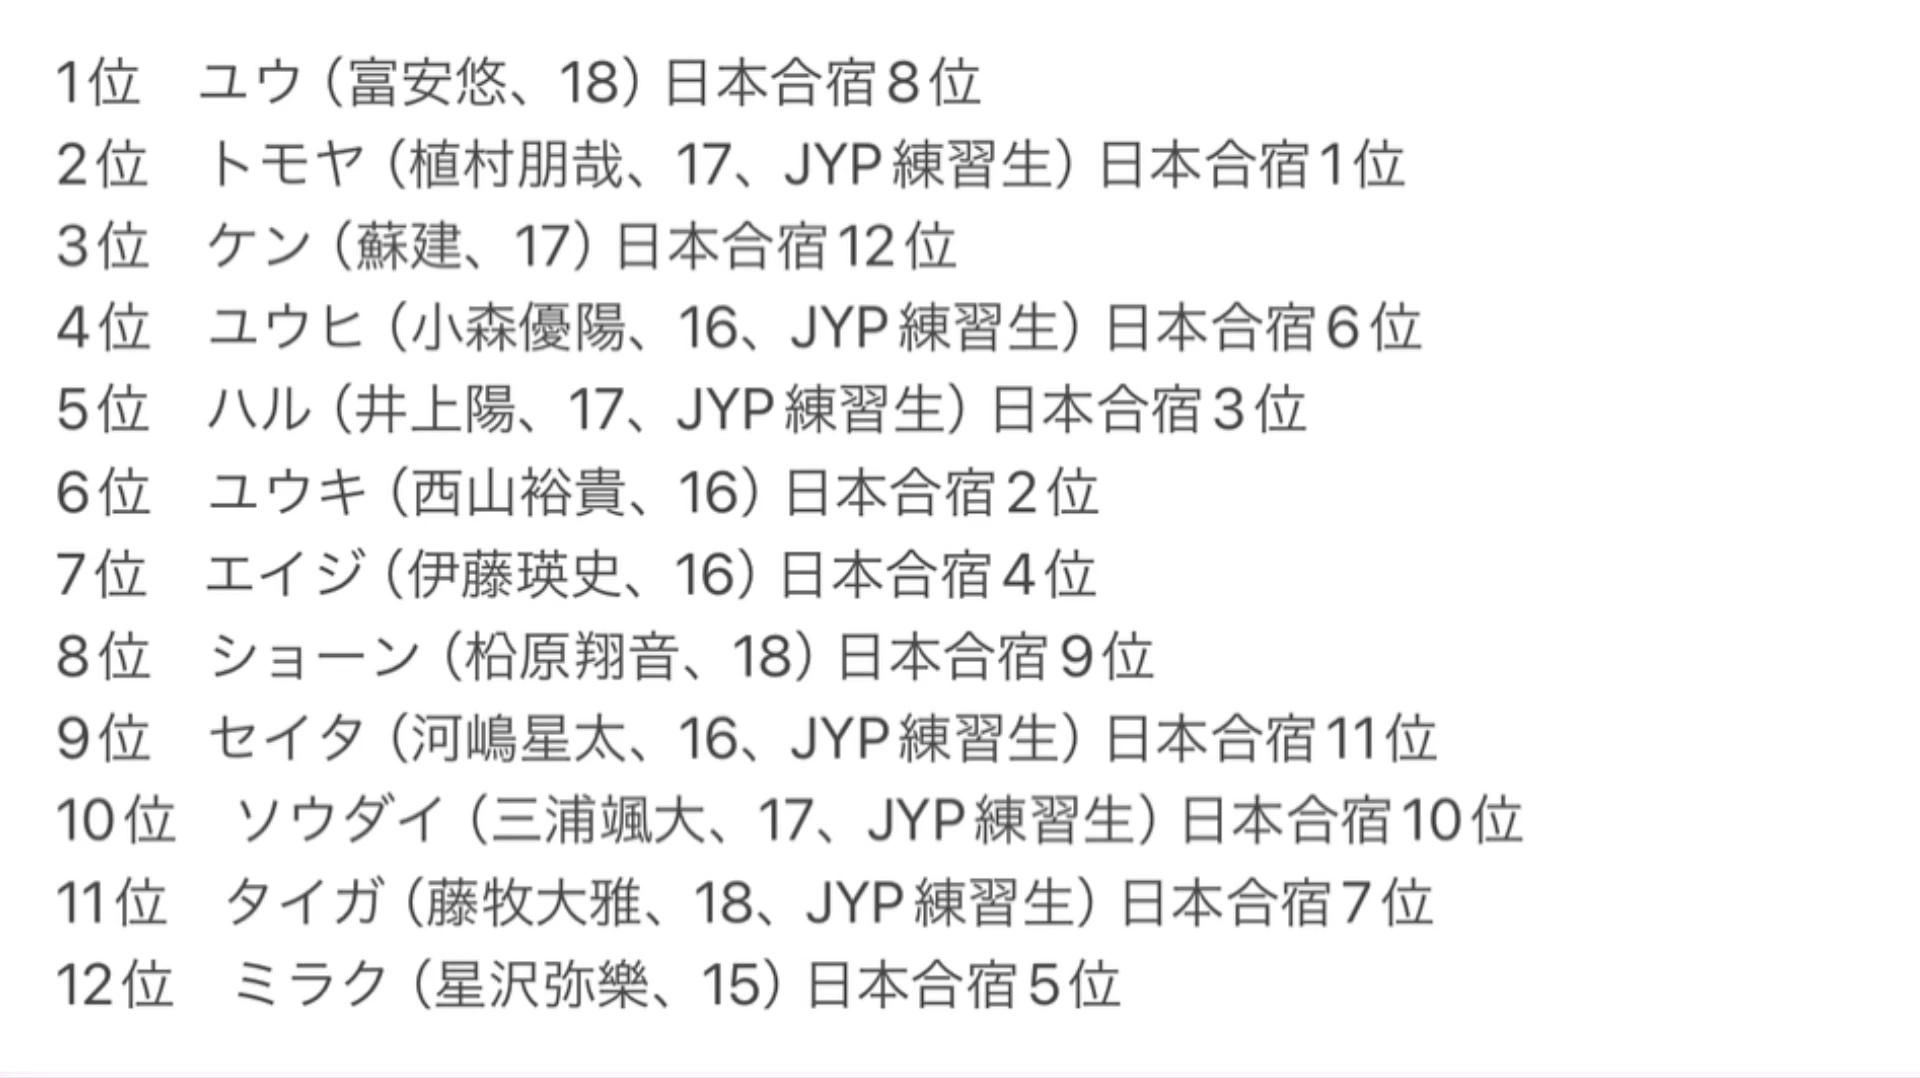 1位　ユウ（富安悠、18）日本合宿8位
2位　トモヤ（植村朋哉、17、JYP練習生）日本合宿1位
3位　ケン（蘇建、17）日本合宿12位
4位　ユウヒ（小森優陽、16、JYP練習生）日本合宿6位
5位　ハル（井上陽、17、JYP練習生）日本合宿3位
6位　ユウキ（西山裕貴、16）日本合宿2位
7位　エイジ（伊藤瑛史、16）日本合宿4位
8位　ショーン（枩原翔音、18）日本合宿9位
9位　セイタ（河嶋星太、16、JYP練習生）日本合宿11位
10位　ソウダイ（三浦颯大、17、JYP練習生）日本合宿10位
11位　タイガ（藤牧大雅、18、JYP練習生）日本合宿7位
12位　ミラク（星沢弥樂、15）日本合宿5位